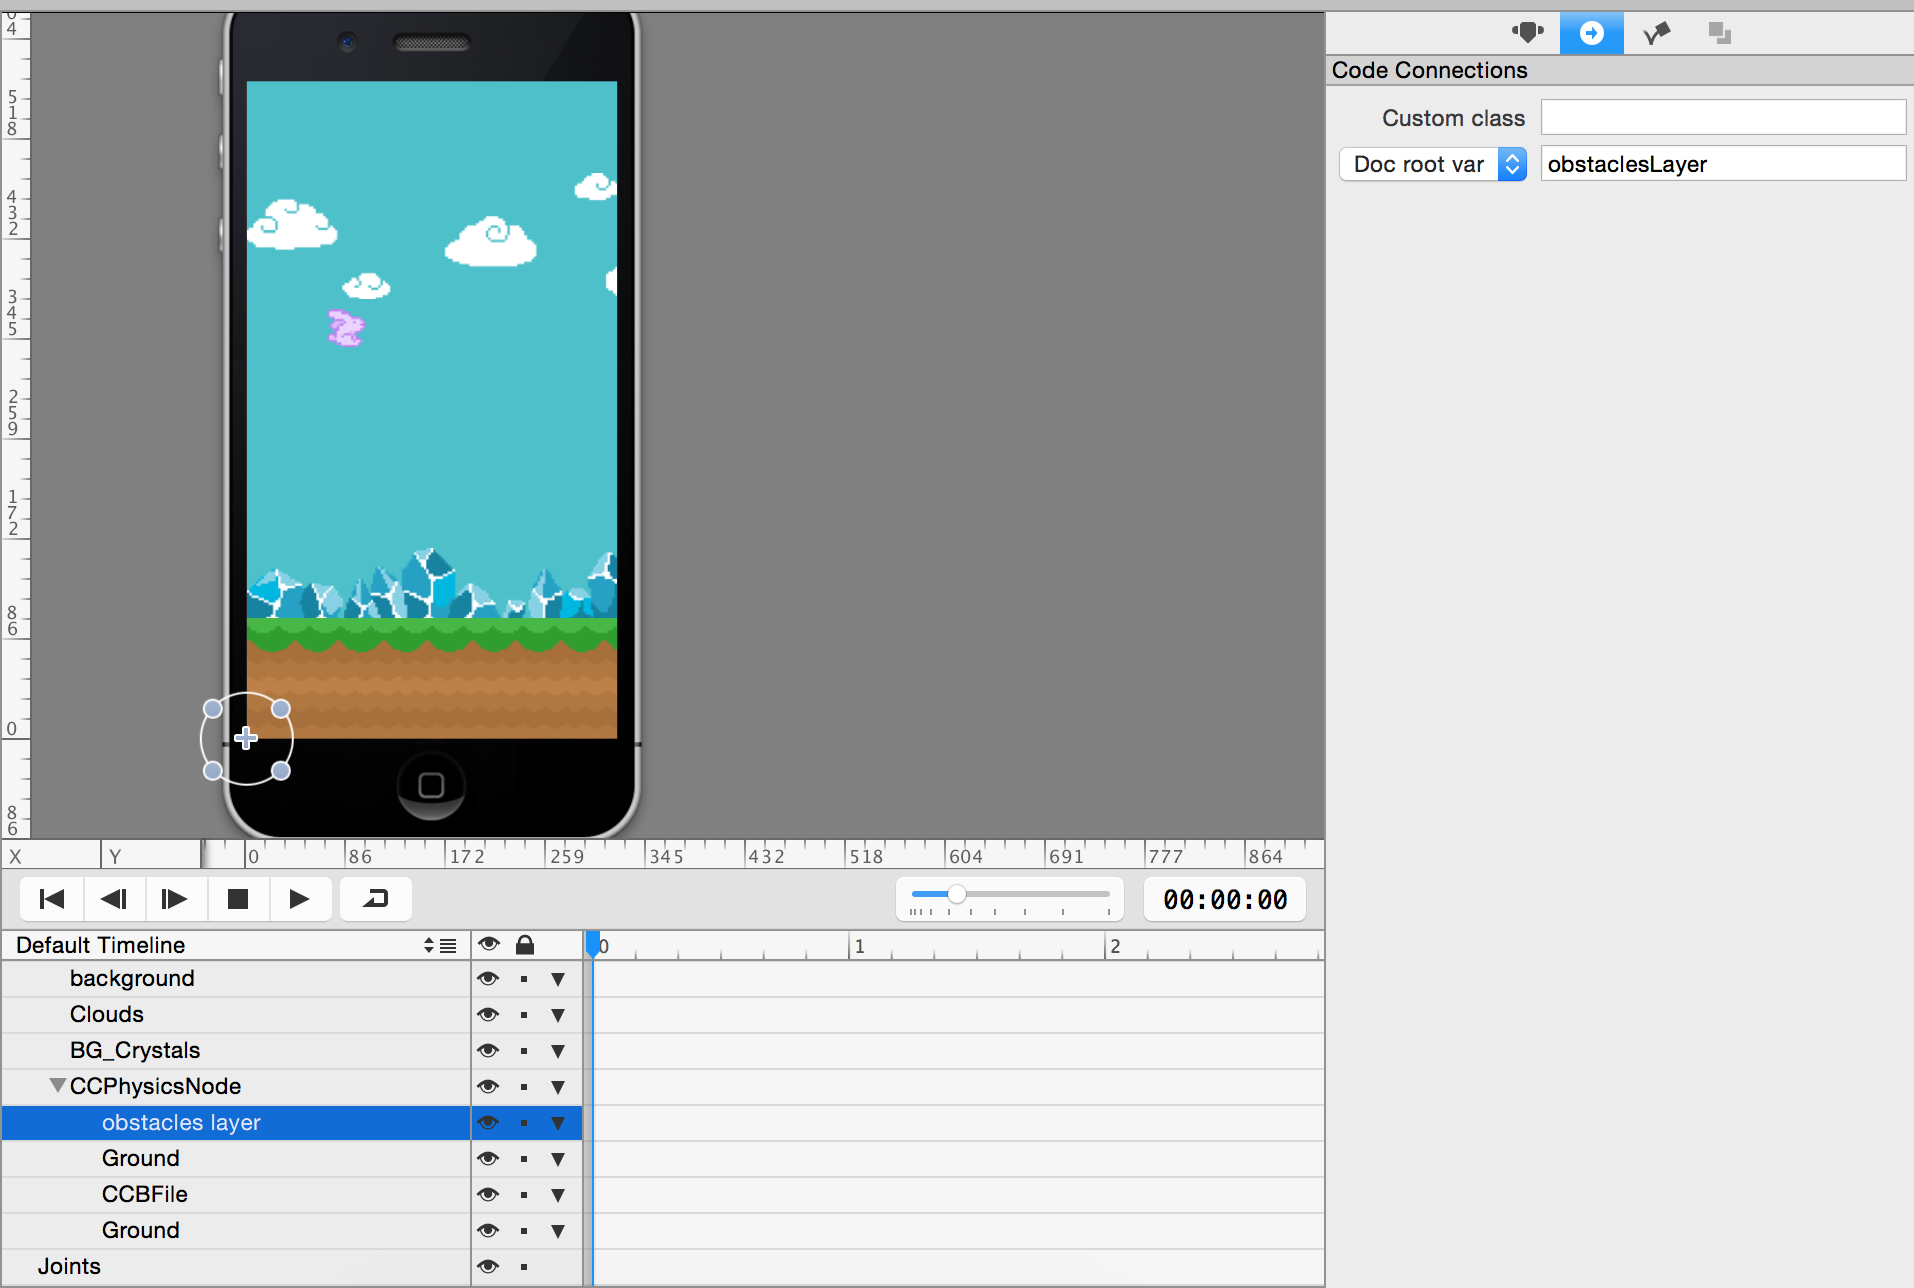 Code Connections
Custom class
Doc root var obstaclesLayer
4
518
432
345
259
172
86
0
86
X Y 0 86 172 259 345 432 518 604 691 777 864
00:00:00
Default Timeline 0 1 2
background
Clouds
BG_Crystals
CCPhysicsNode
obstacles layer
Ground
CCBFile
Ground
Joints